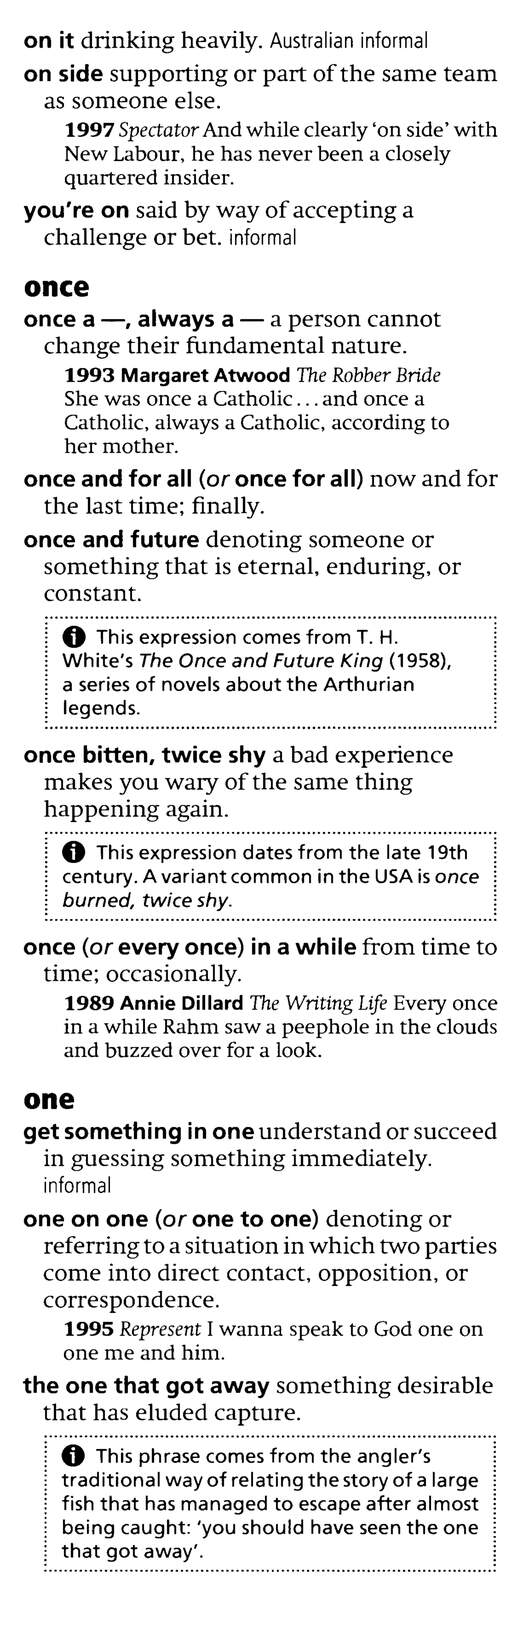 on it drinking heavily. Australian informal
on side supporting or part of the same team
as someone else.
1997 Spectator And while clearly ‘on side’ with
New Labour, he has never been a closely
quartered insider.
you're on said by way of accepting a
challenge or bet. informal
once
once a —, always a — a person cannot
change their fundamental nature.
1993 Margaret Atwood The Robber Bride
She was once a Catholic...and once a
Catholic, always a Catholic, according to
her mother.
once and for all (or once for all) now and for
the last time; finally.
once and future denoting someone or
something that is eternal, enduring, or
constant.
i This expression comes from T. H.
White's The Once and Future King (1958),
a series of novels about the Arthurian
legends.
once bitten, twice shy a bad experience
makes you wary of the same thing
happening again.
i This expression dates from the late 19th
century. A variant common in the USA is once
burned, twice shy.
once (or every once) in a while from time to
time; occasionally.
1989 Annie Dillard The Writing Life Every once
in a while Rahm saw a peephole in the clouds
and buzzed over for a look.
one
get something in one understand or succeed
in guessing something immediately.
informal
one on one (or one to one) denoting or
referring to a situation in which two parties
come into direct contact, opposition, or
correspondence.
1995 Represent I wanna speak to God one on
one me and him.
the one that got away something desirable
that has eluded capture.
i This phrase comes from the angler's
traditional way of relating the story of a large
fish that has managed to escape after almost
being caught: ‘you should have seen the one
that got away’.